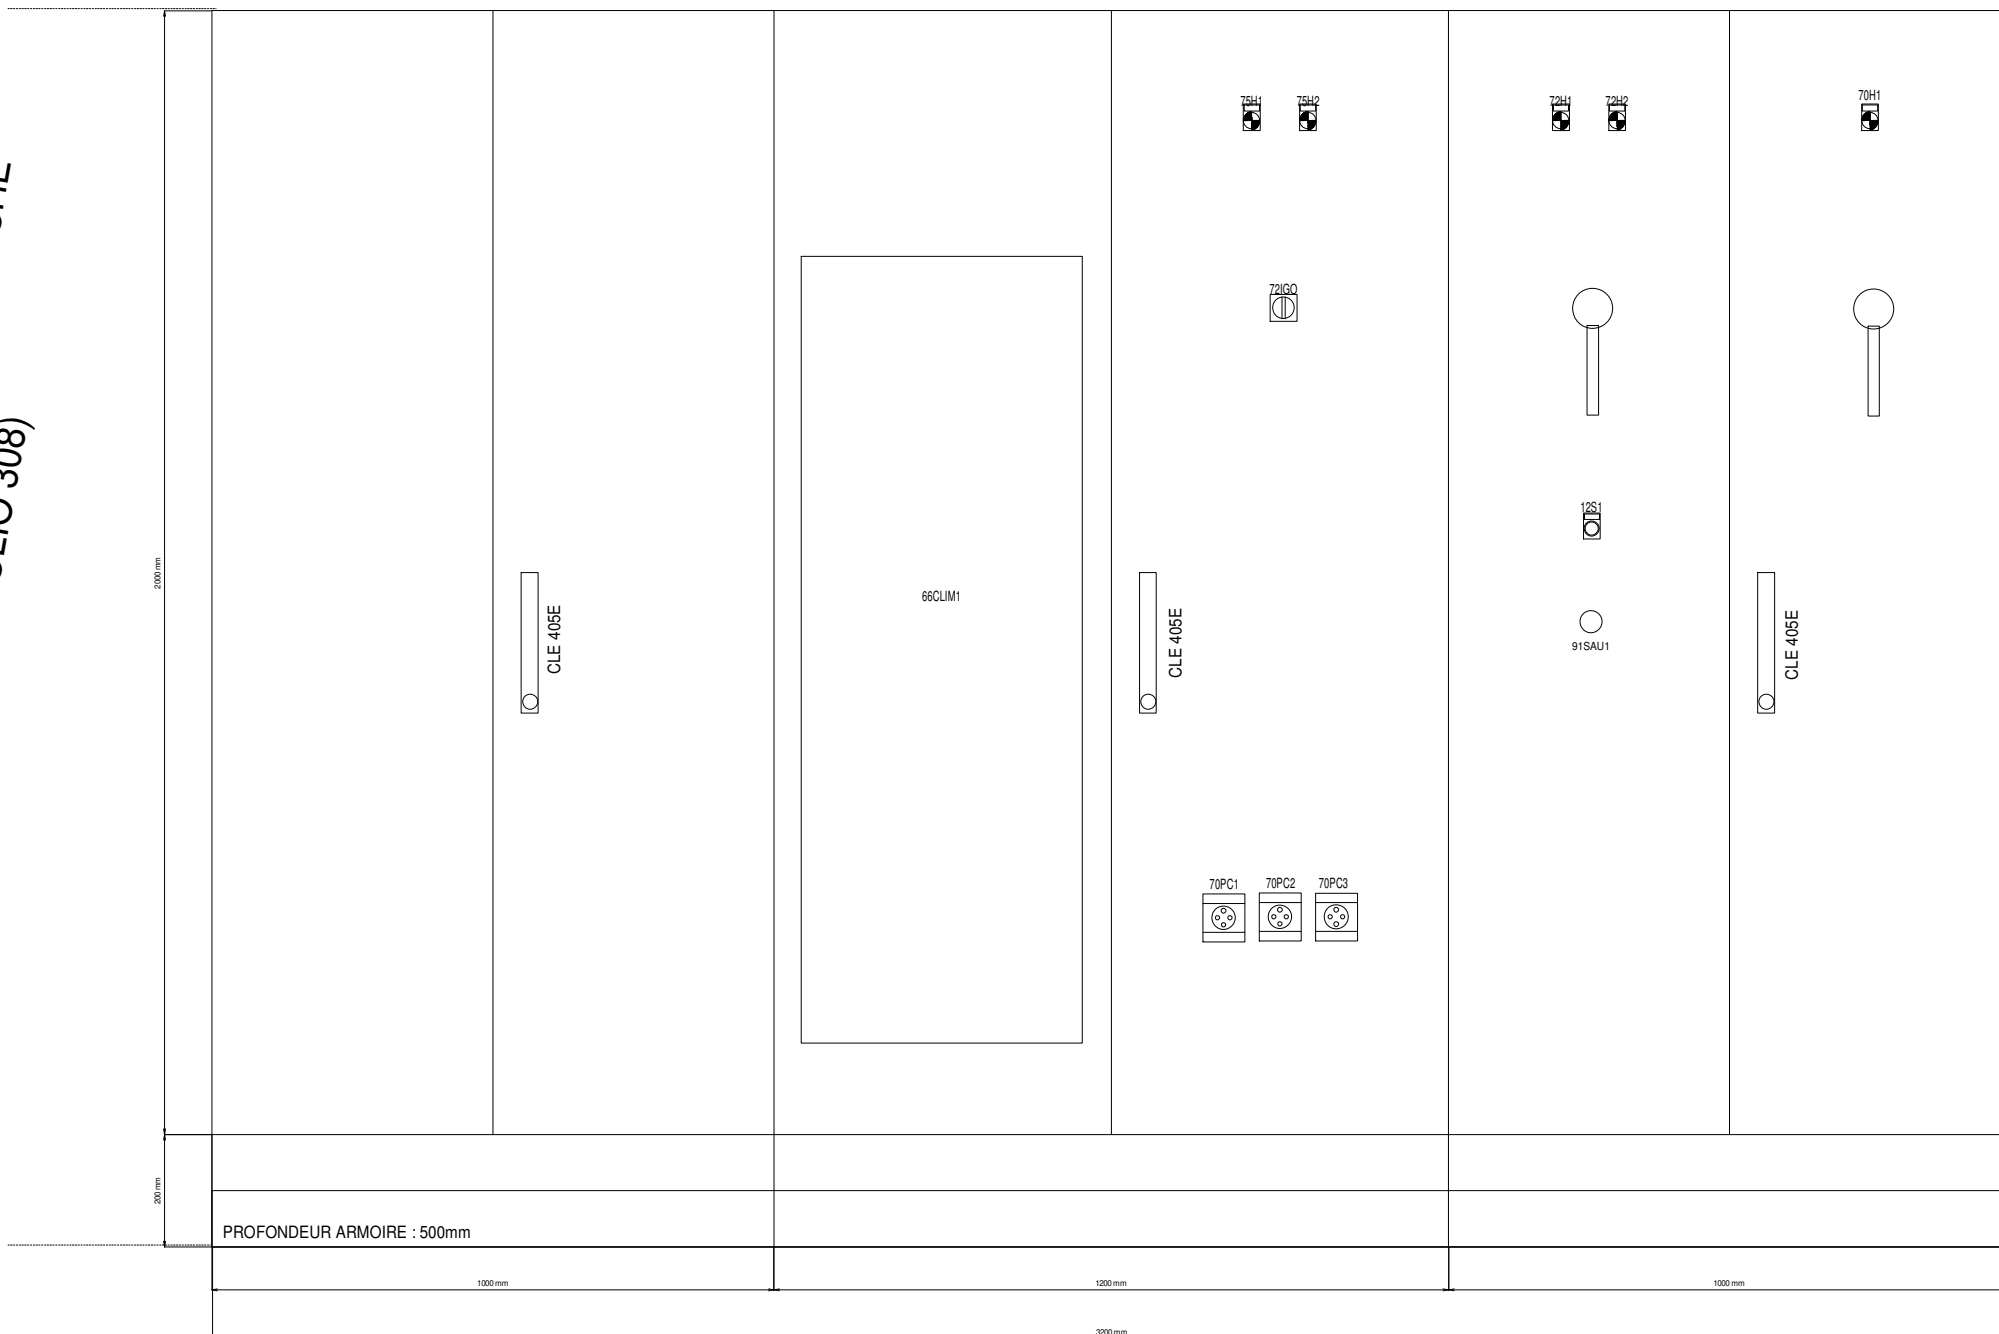 75H1 75H2 72H1 72H2 70H1
72IGO
308)
12S1
2000 mm
66CLIM1
CLE 405E
CLE 405E
CLE 405E
91SAU1
70PC1 70PC2 70PC3
200 mm
PROFONDEUR ARMOIRE : 500mm
1000 mm 1200 mm 1000 mm
3200 mm